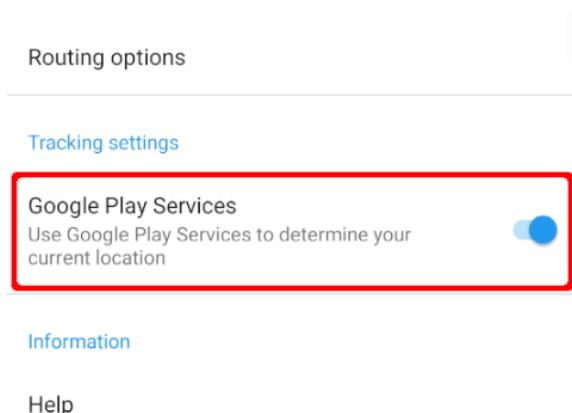 Routing options
Tracking settings
Google Play Services
Use Google Play Services to determine your
current location
Information
Help